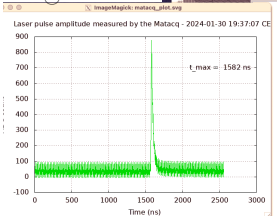 ImageMagick: matacq_plot.svg
Laser pulse amplitude measured by the Matacq - 2024-01-30 19:37:07 CE
900
800
700
t_max = 1582 ns
600
500
400
300
200
100
0
-100
0 500 1000 1500 2000 2500 3000
Time (ns)